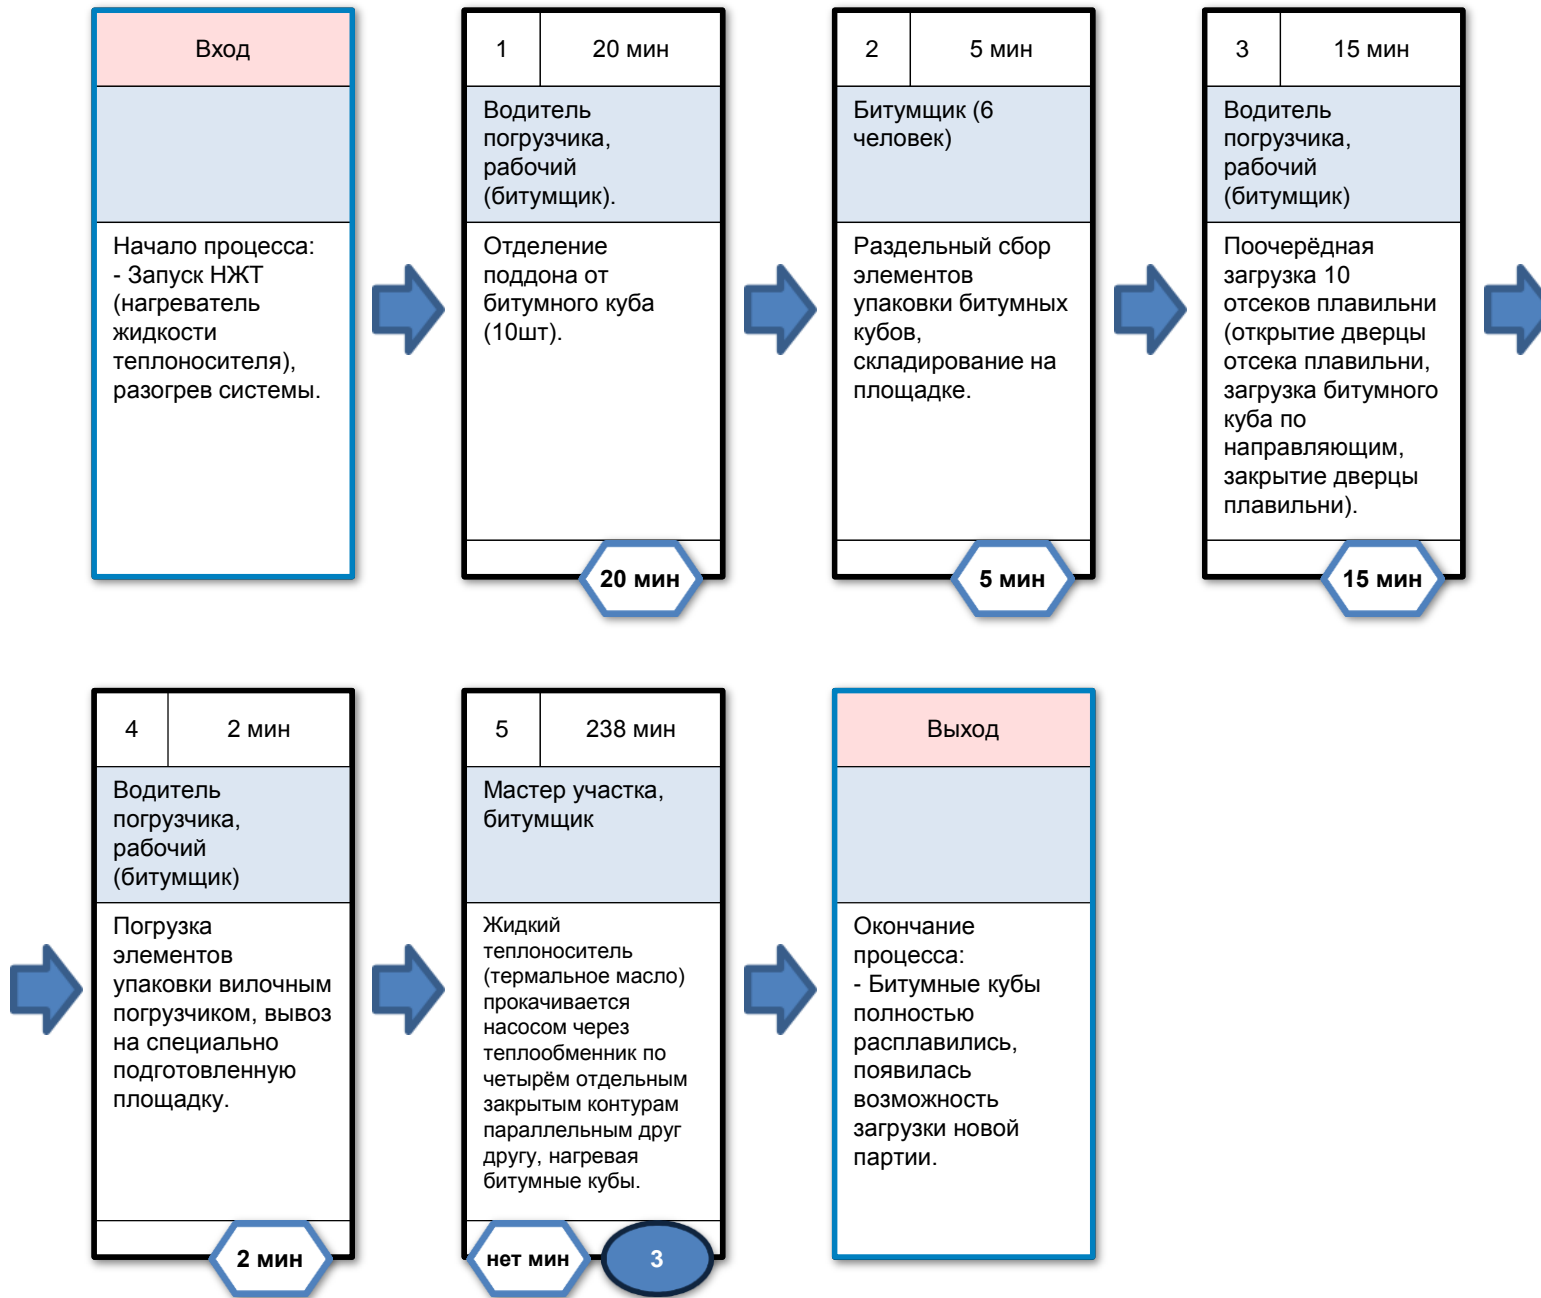 Вход
Начало процесса:
- Запуск НЖТ
(нагреватель
жидкости
теплоносителя),
разогрев системы.
1
20 мин
Водитель
погрузчика,
рабочий
(битумщик).
Отделение
поддона от
битумного куба
(10шт).
20 мин
2
5 мин
Битумщик (6
человек)
Раздельный сбор
элементов
упаковки битумных
кубов,
складирование на
площадке.
5 мин
3
15 мин
Водитель
погрузчика,
рабочий
(битумщик)
Поочерёдная
загрузка 10
отсеков плавильни
(открытие дверцы
отсека плавильни,
загрузка битумного
куба по
направляющим,
закрытие дверцы
плавильни).
15 мин
4
2 мин
Водитель
погрузчика,
рабочий
(битумщик)
Погрузка
элементов
упаковки вилочным
погрузчиком, вывоз
на специально
подготовленную
площадку.
2 мин
5
238 мин
Мастер участка,
битумщик
Жидкий
теплоноситель
(термальное масло)
прокачивается
насосом через
теплообменник по
четырём отдельным
закрытым контурам
параллельным друг
другу, нагревая
битумные кубы.
нет мин
3
Выход
Окончание
процесса:
- Битумные кубы
полностью
расплавились,
появилась
возможность
загрузки новой
партии.